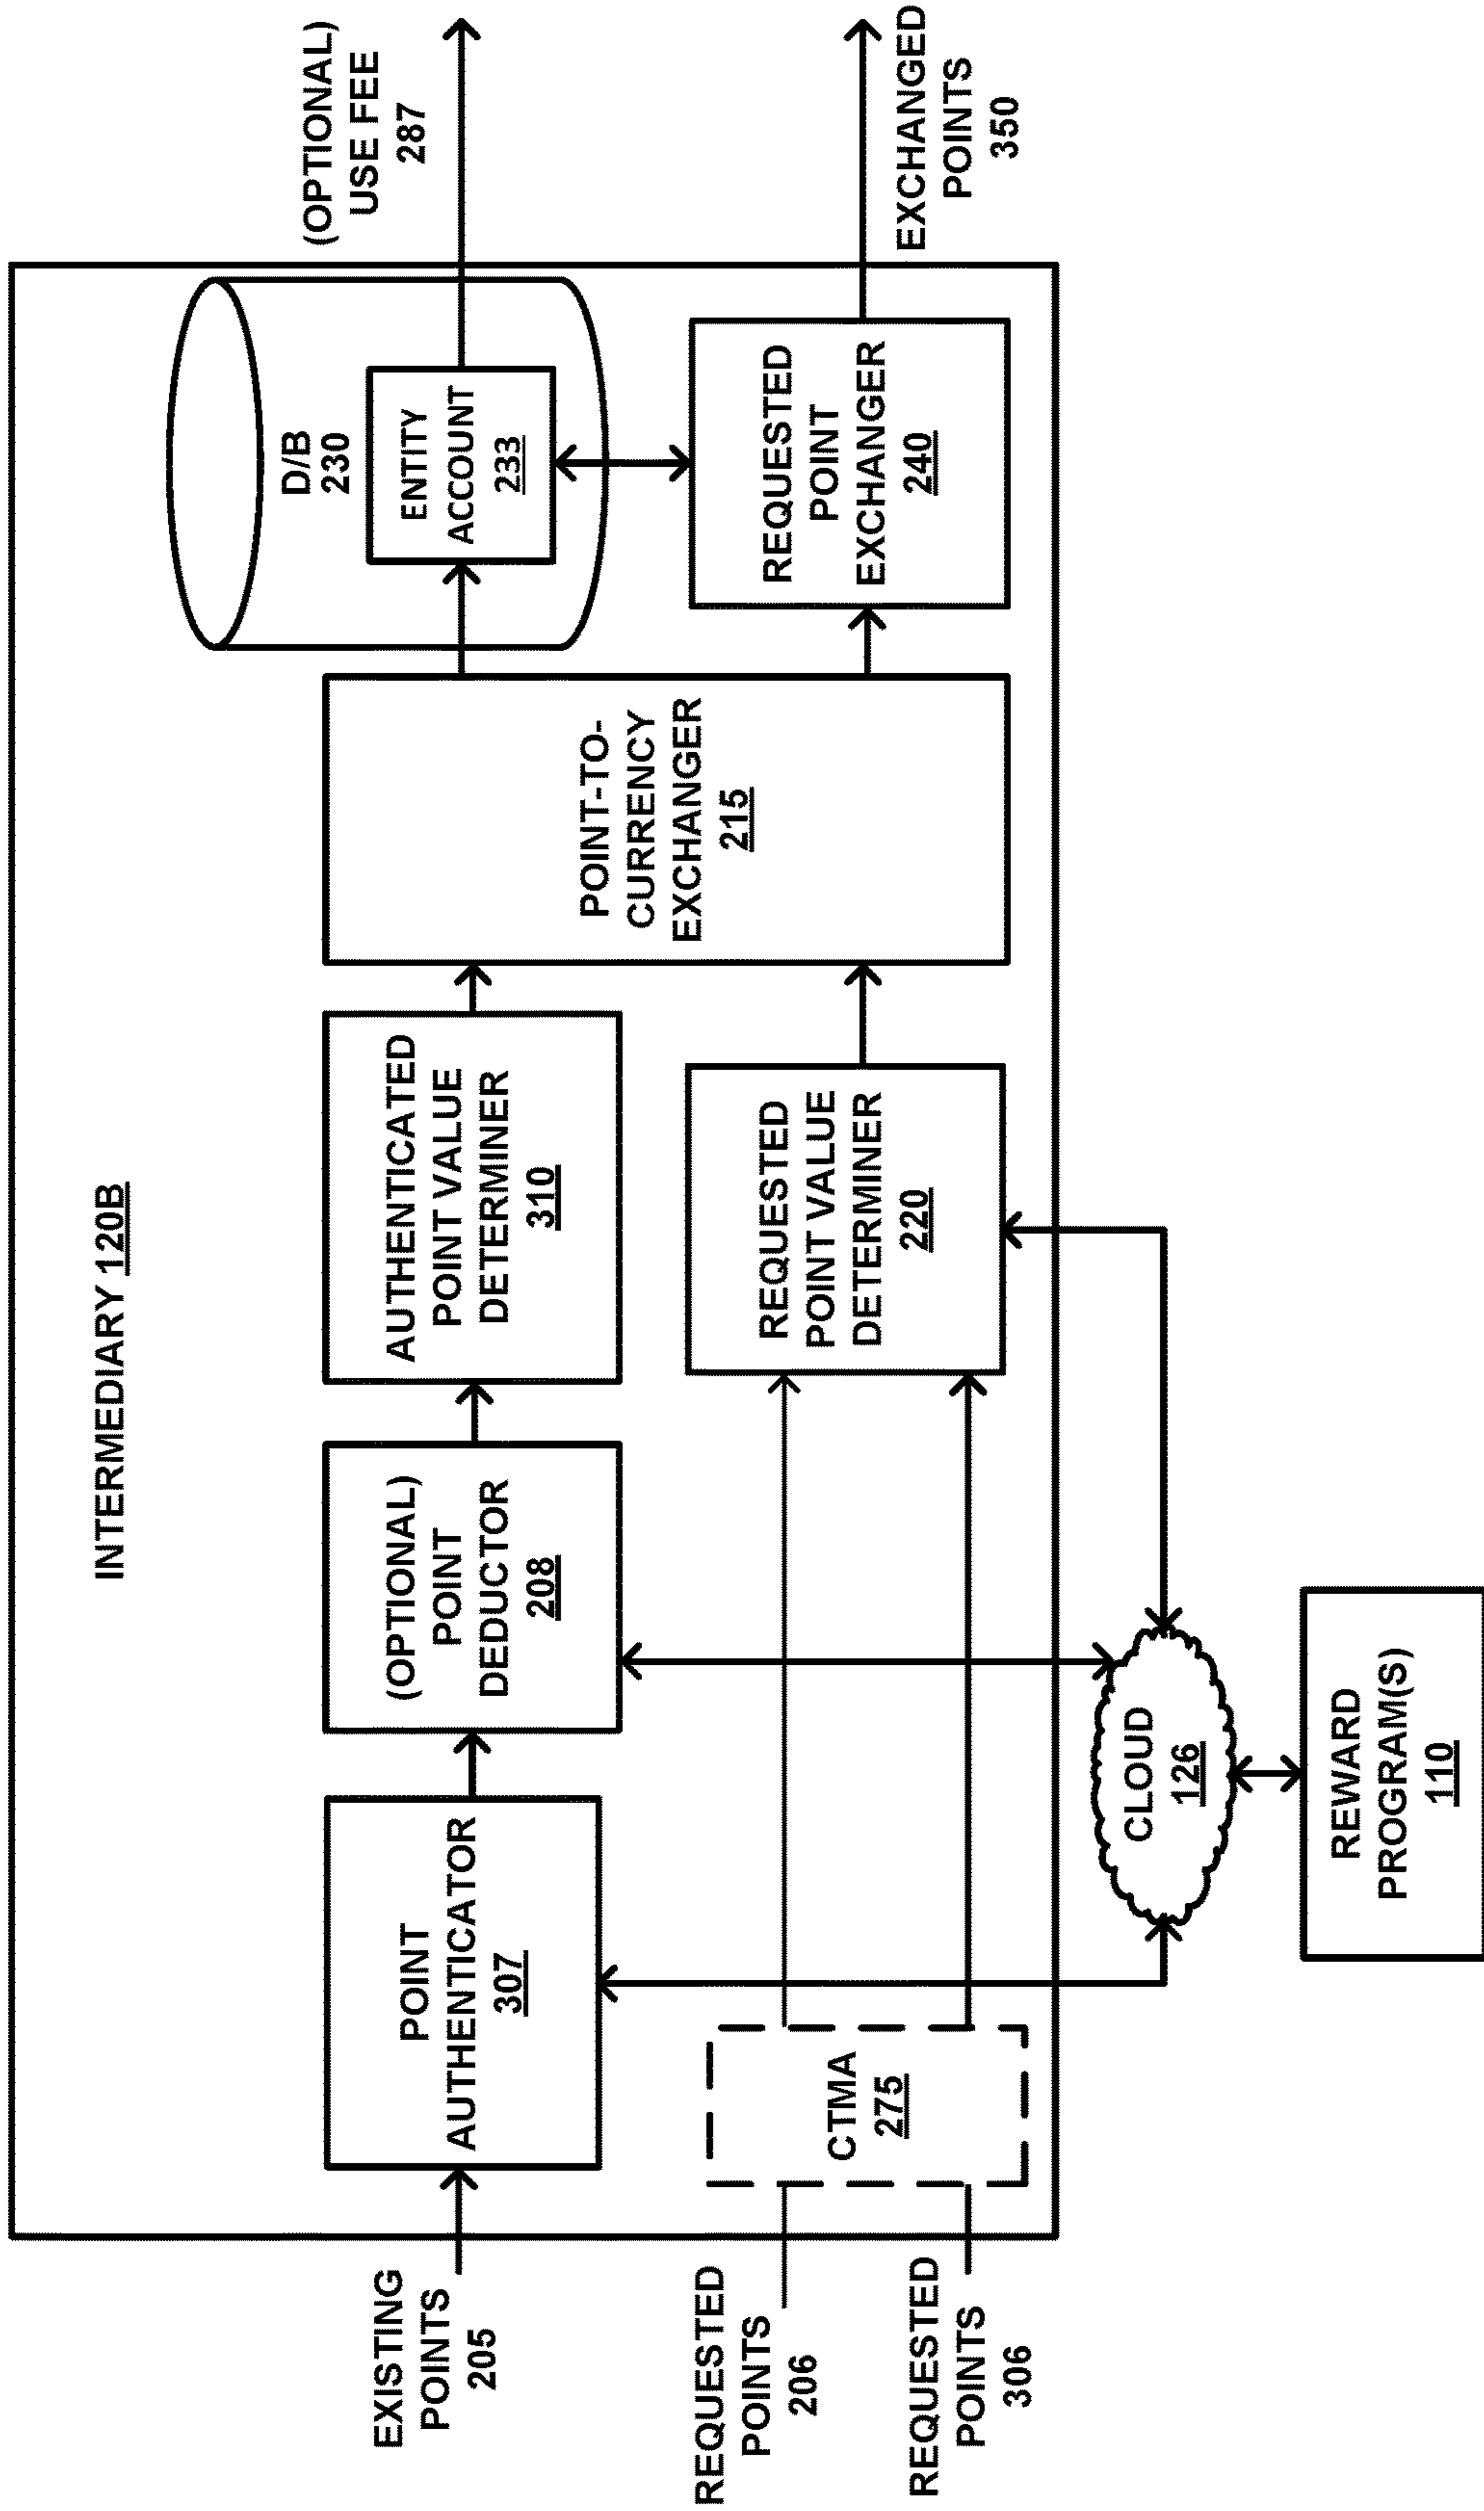 INTERMEDIARY 120B
EXISTING
POINTS
205
POINT
AUTHENTICATOR
307
(OPTIONAL)
POINT
DEDUCTOR
208
AUTHENTICATED
POINT VALUE
DETERMINER
310
POINT-TO-
CURRENCY
EXCHANGER
215
D/B
230
ENTITY
ACCOUNT
233
(OPTIONAL)
USE FEE
287
REQUESTED
POINTS
206
REQUESTED
POINTS
306
CTMA
275
REQUESTED
POINT VALUE
DETERMINER
220
REQUESTED
POINT
EXCHANGER
240
EXCHANGED
POINTS
350
CLOUD
126
REWARD
PROGRAM(S)
110